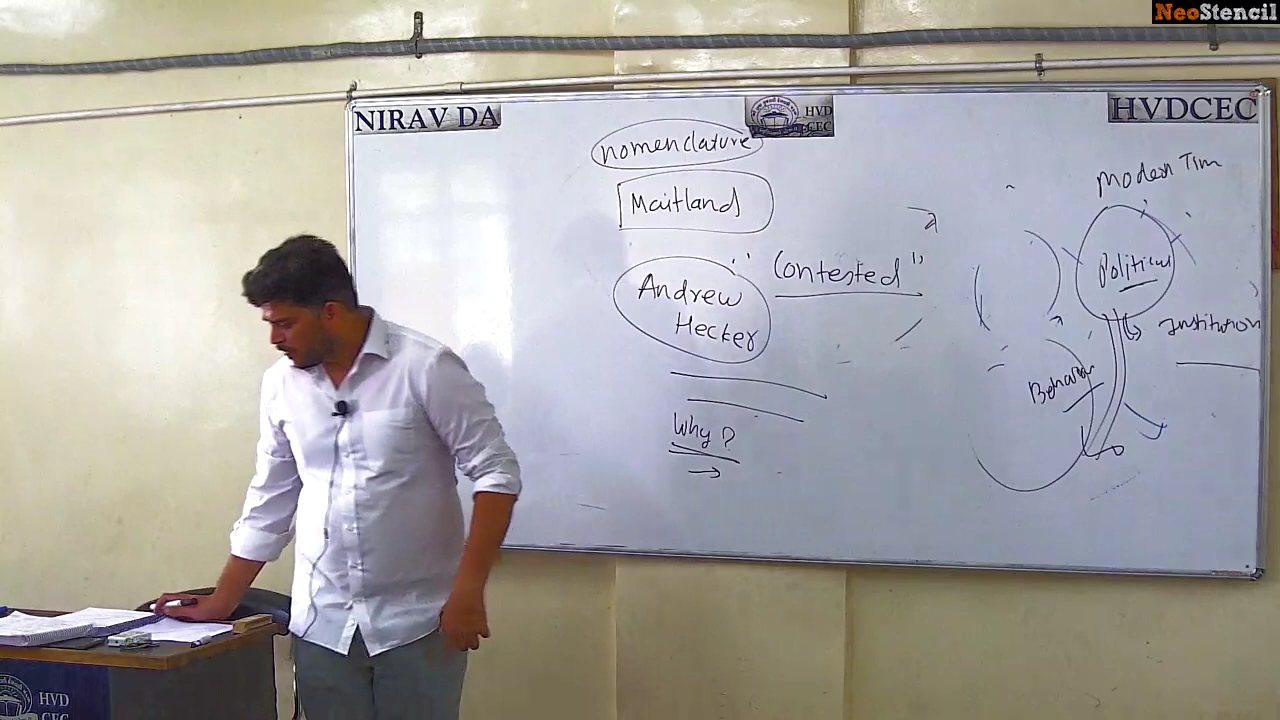 NeoStencil
NIRAV DA
HVD
CEC
HVDCEC
nomenclature
Maitland
Andrew
Hecker
"Contested"
Why?
Modern Tim
Political
Institution
Behavior
HVD
CEC